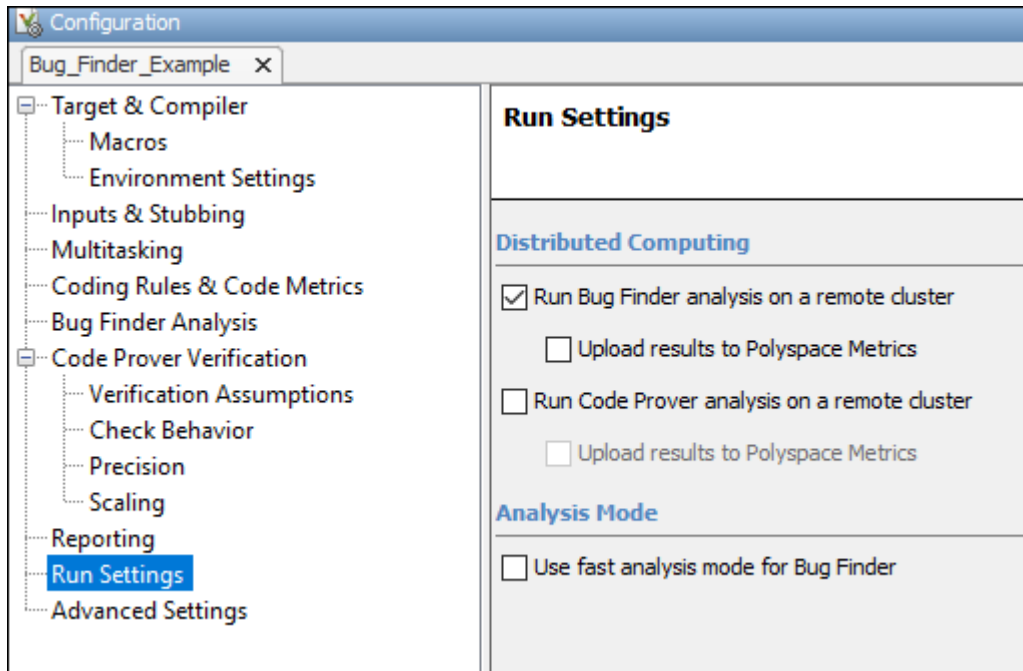 Configuration
Bug_Finder_Example
Target & Compiler
Macros
Environment Settings
Inputs & Stubbing
Multitasking
Coding Rules & Code Metrics
Bug Finder Analysis
Code Prover Verification
Verification Assumptions
Check Behavior
Precision
Scaling
Reporting
Run Settings
Advanced Settings
Run Settings
Distributed Computing
Run Bug Finder analysis on a remote cluster
Upload results to Polyspace Metrics
Run Code Prover analysis on a remote cluster
Upload results to Polyspace Metrics
Analysis Mode
Use fast analysis mode for Bug Finder